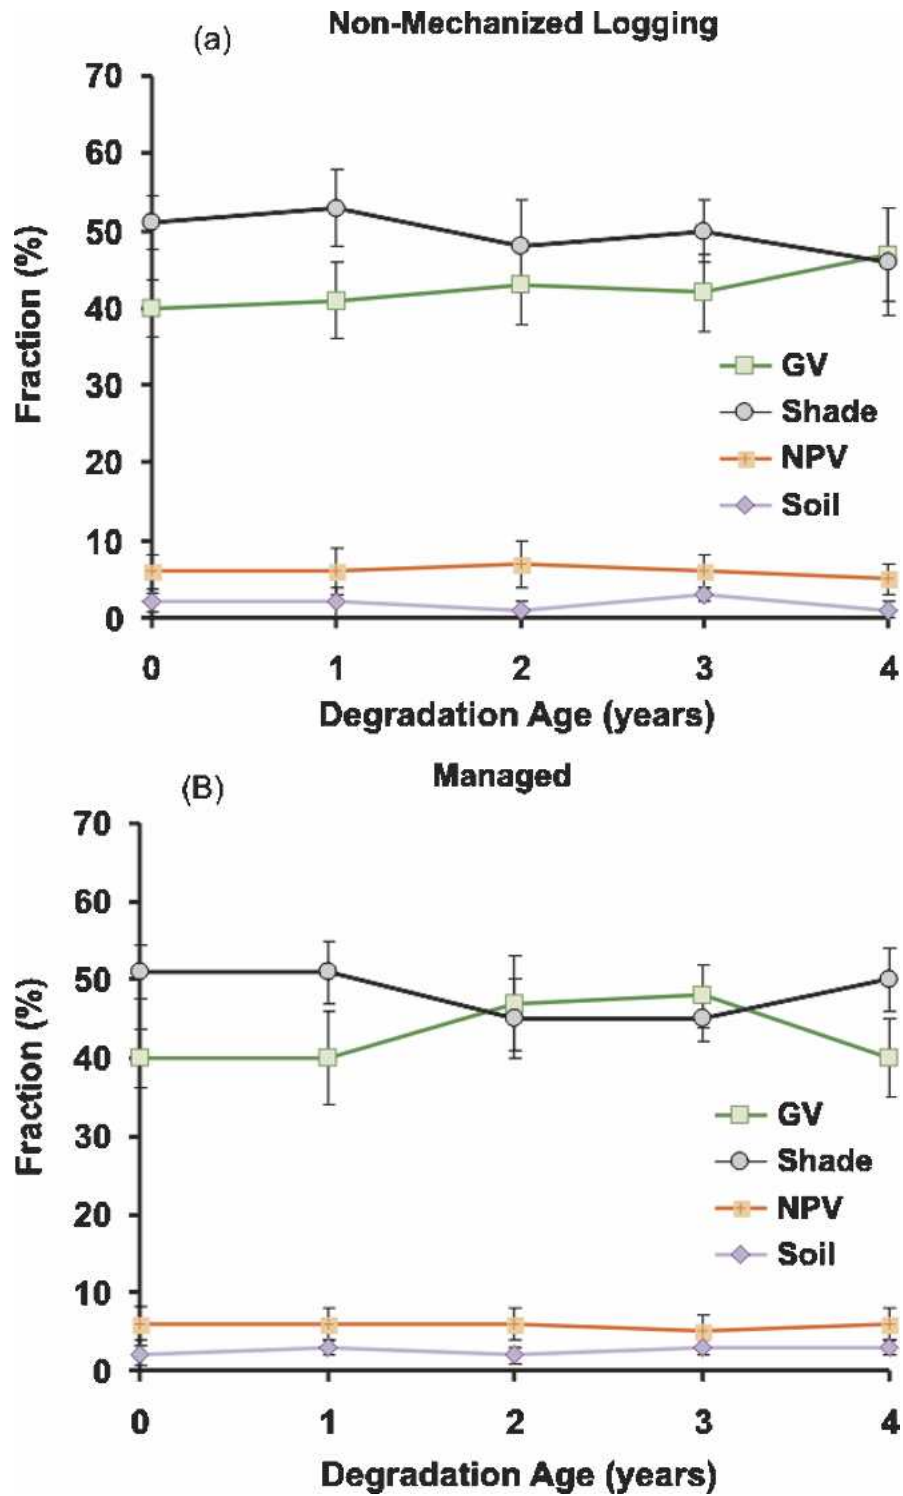 (a)
Non-Mechanized Logging
70
60
50
40
30
20
10
0
Fraction (%)
GV
Shade
NPV
Soil
0 1 2 3 4
Degradation Age (years)
(B)
Managed
70
60
50
40
30
20
10
0
Fraction (%)
GV
Shade
NPV
Soil
0 1 2 3 4
Degradation Age (years)